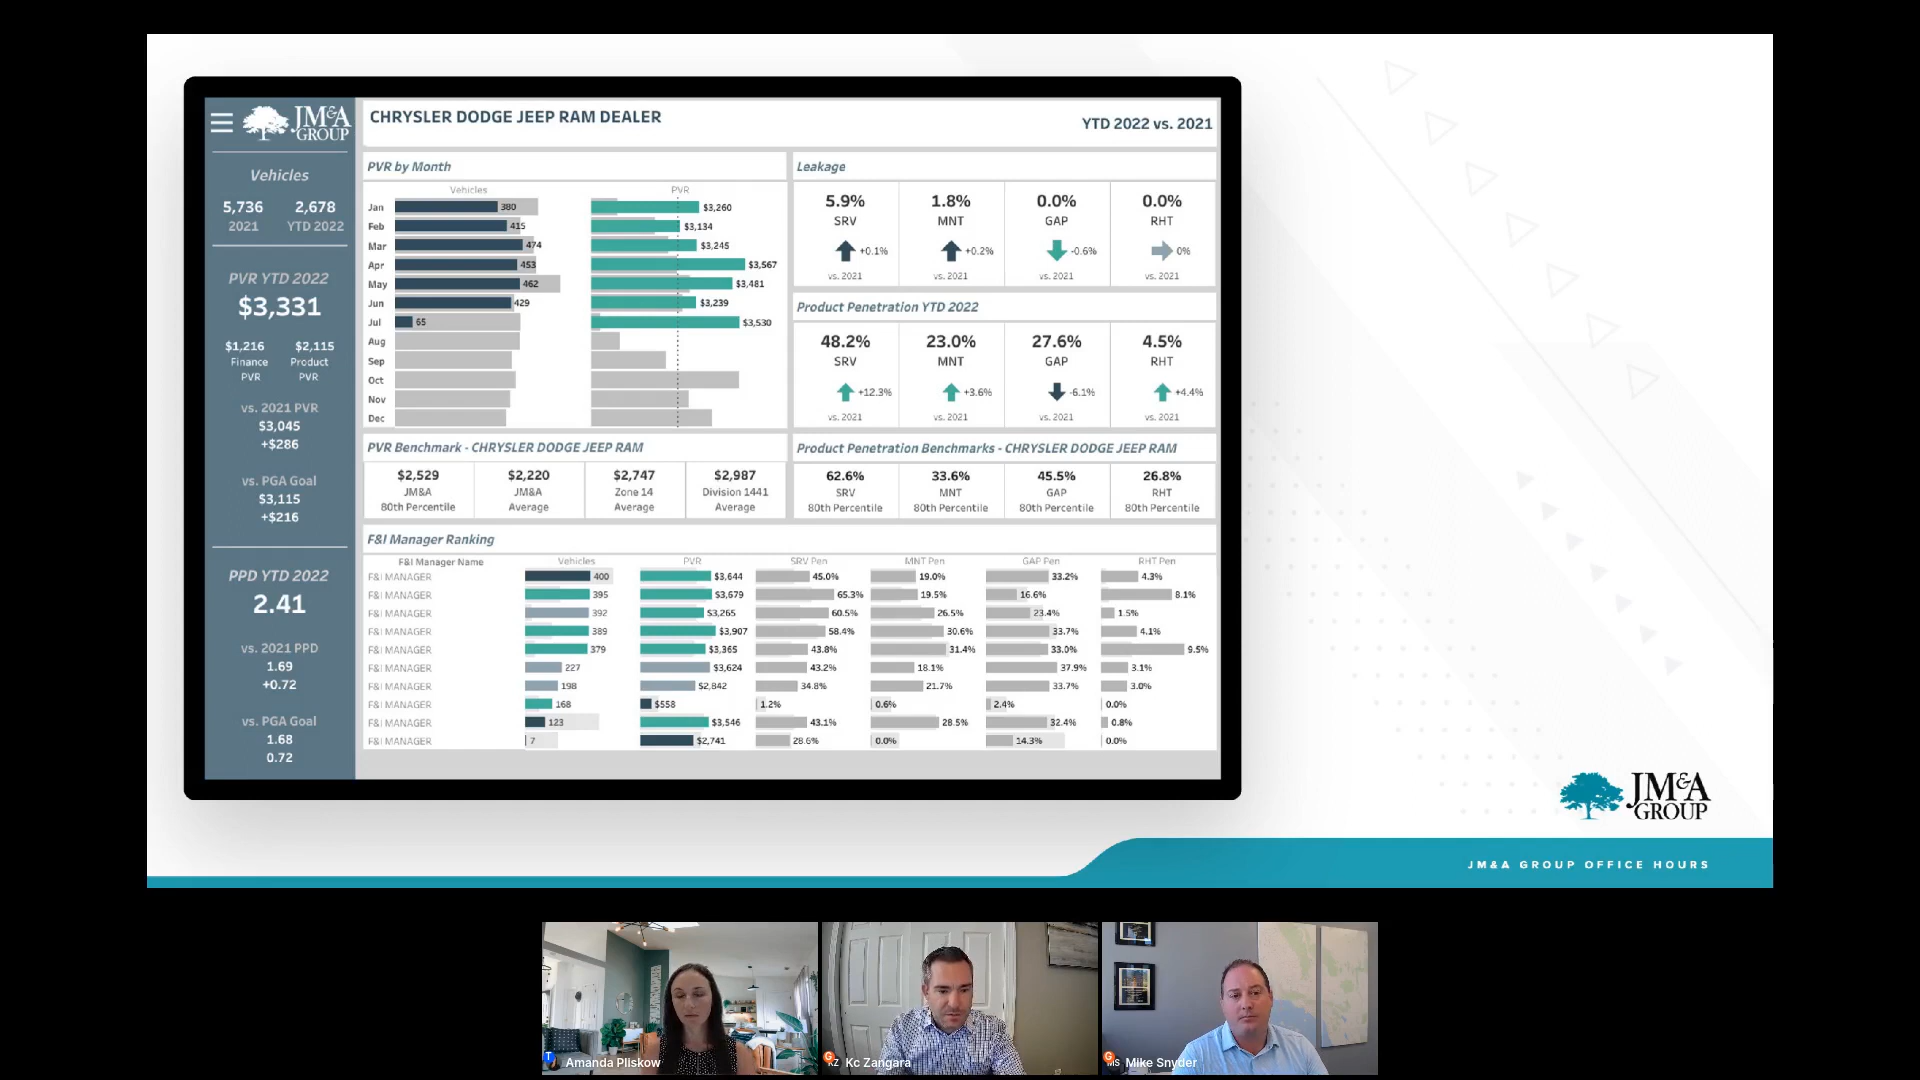 JM&A
GROUP
CHRYSLER DODGE JEEP RAM DEALER
YTD 2022 vs. 2021
Vehicles
5,736 2,678
2021 YTD 2022
PVR YTD 2022
$3,331
$1,216 $2,115
Finance Product
PVR PVR
vs. 2021 PVR
$3,045
+$286
vs. PGA Goal
$3,115
+$216
PPD YTD 2022
2.41
vs. 2021 PPD
1.69
+0.72
vs. PGA Goal
1.68
0.72
PVR by Month
Vehicles PVR
Jan 380 $3,260
Feb 415 $3,134
Mar 474 $3,245
Apr 453 $3,567
May 462 $3,481
Jun 429 $3,239
Jul 65 $3,530
Aug
Sep
Oct
Nov
Dec
Leakage
5.9% 1.8% 0.0% 0.0%
SRV MNT GAP RHT
+0.1% +0.2% -0.6% 0%
vs. 2021 vs. 2021 vs. 2021 vs. 2021
Product Penetration YTD 2022
48.2% 23.0% 27.6% 4.5%
SRV MNT GAP RHT
+12.3% +3.6% -6.1% +4.4%
vs. 2021 vs. 2021 vs. 2021 vs. 2021
PVR Benchmark - CHRYSLER DODGE JEEP RAM
$2,529 $2,220 $2,747 $2,987
JM&A JM&A Zone 14 Division 1441
80th Percentile Average Average Average
Product Penetration Benchmarks - CHRYSLER DODGE JEEP RAM
62.6% 33.6% 45.5% 26.8%
SRV MNT GAP RHT
80th Percentile 80th Percentile 80th Percentile 80th Percentile
F&I Manager Ranking
F&I Manager Name Vehicles PVR SRV Pen MNT Pen GAP Pen RHT Pen
F&I MANAGER 400 $3,644 45.0% 19.0% 33.2% 4.3%
F&I MANAGER 395 $3,679 65.3% 19.5% 16.6% 8.1%
F&I MANAGER 392 $3,265 60.5% 26.5% 23.4% 1.5%
F&I MANAGER 389 $3,907 58.4% 30.6% 33.7% 4.1%
F&I MANAGER 379 $3,365 43.8% 31.4% 33.0% 9.5%
F&I MANAGER 227 $3,624 43.2% 18.1% 37.9% 3.1%
F&I MANAGER 198 $2,842 34.8% 21.7% 33.7% 3.0%
F&I MANAGER 168 $558 1.2% 0.6% 2.4% 0.0%
F&I MANAGER 123 $3,546 43.1% 28.5% 32.4% 0.8%
F&I MANAGER 7 $2,741 28.6% 0.0% 14.3% 0.0%
JM&A
GROUP
JM&A GROUP OFFICE HOURS
T Amanda Pliskow
G KZ Kc Zangara
G MS Mike Snyder